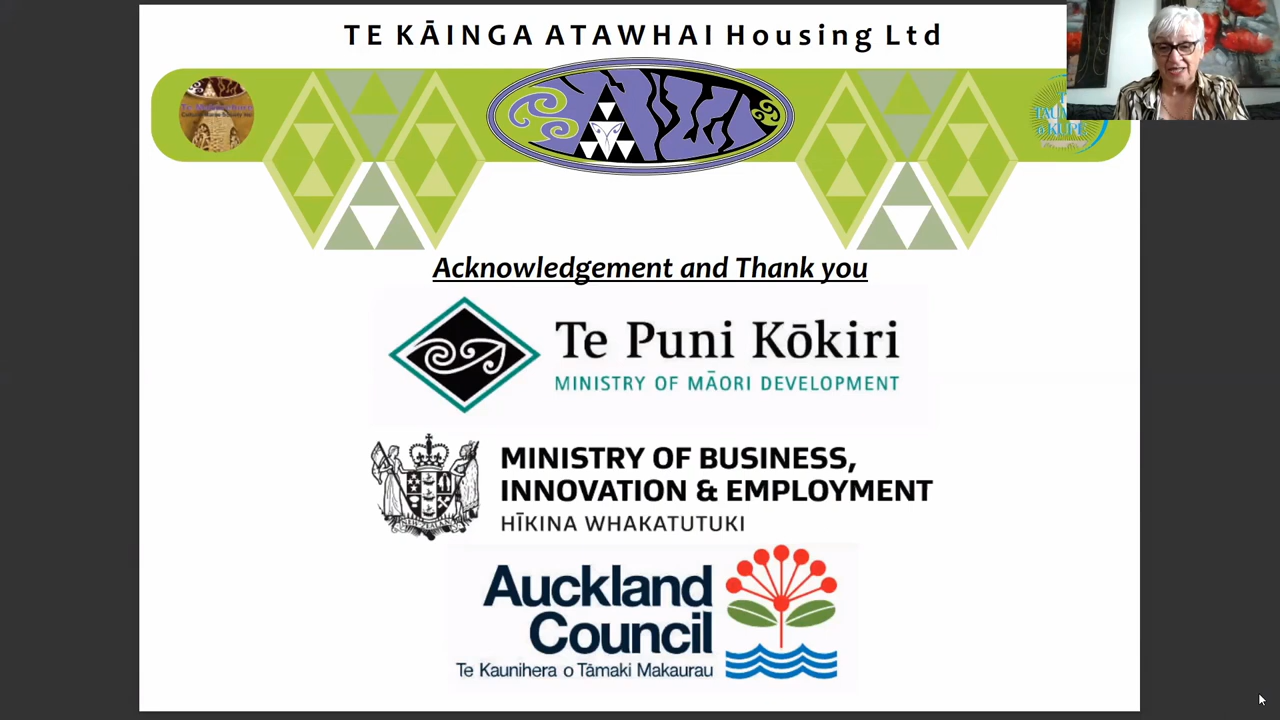 TE KĀINGA ATAWHAI Housing Ltd
Acknowledgement and Thank you
Te Puni Kōkiri
MINISTRY OF MĀORI DEVELOPMENT
MINISTRY OF BUSINESS,
INNOVATION & EMPLOYMENT
HĪKINA WHAKATUTUKI
Auckland
Council
Te Kaunihera o Tāmaki Makaurau